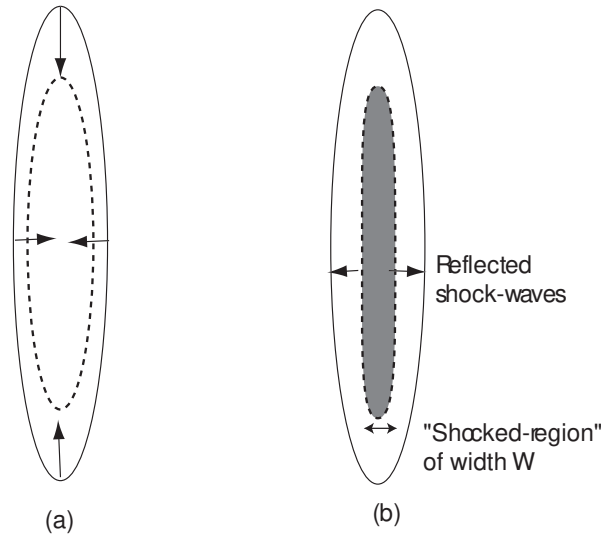 Reflected
shock-waves
"Shocked-region"
of width W
(a)
(b)